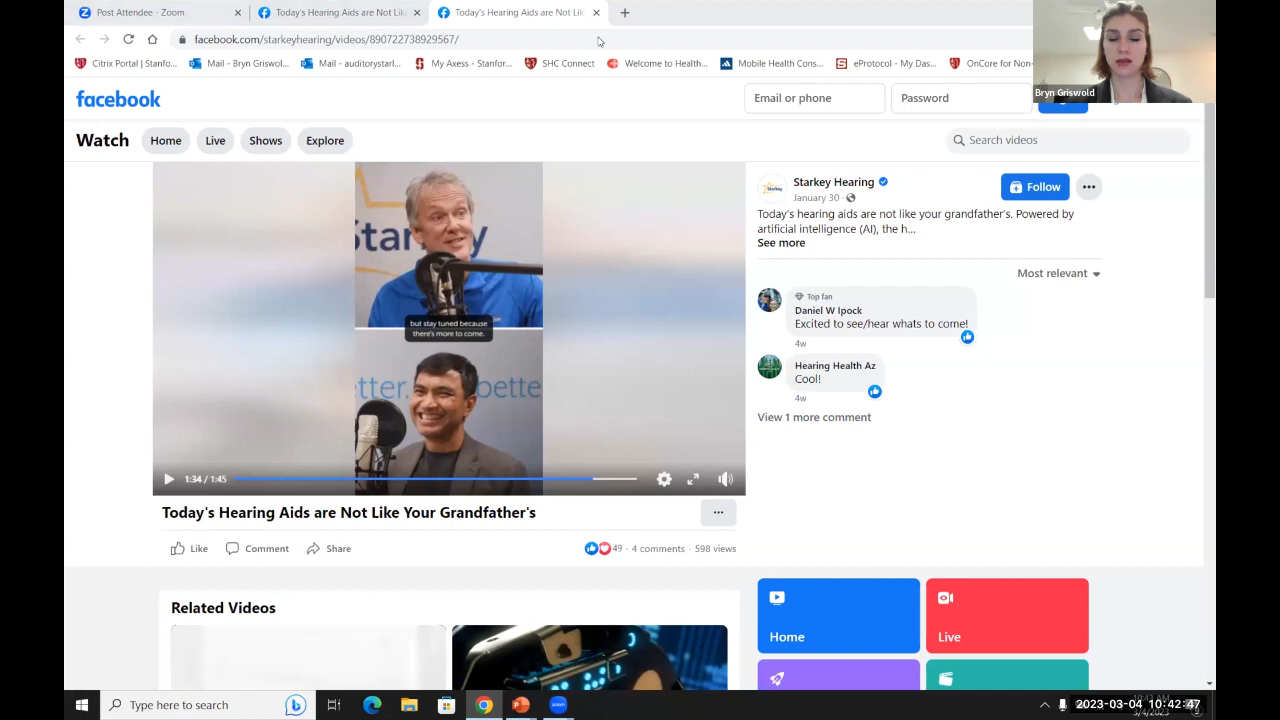 Post Attendee - Zoom
Today's Hearing Aids are Not Lik
Today's Hearing Aids are Not Lik
facebook.com/starkeyhearing/videos/890722738929567/
Citrix Portal | Stanfo...
Mail - Bryn Griswol...
Mail - auditorystarl...
My Axess - Stanfor...
SHC Connect
Welcome to Health...
Mobile Health Cons...
eProtocol - My Das...
OnCore for Non-
Bryn Griswold
facebook
Email or phone
Password
Watch
Home
Live
Shows
Explore
Search videos
Starkey
but stay tuned because
there's more to come.
etter.
better
1:34 / 1:45
Starkey Hearing
January 30 ·
Follow
Today's hearing aids are not like your grandfather's. Powered by
artificial intelligence (AI), the h...
See more
Most relevant
Top fan
Daniel W Ipock
Excited to see/hear whats to come!
4w
Hearing Health Az
Cool!
4w
View 1 more comment
Today's Hearing Aids are Not Like Your Grandfather's
Like
Comment
Share
49 · 4 comments · 598 views
Related Videos
Home
Live
Type here to search
2023-03-04 10:42:47